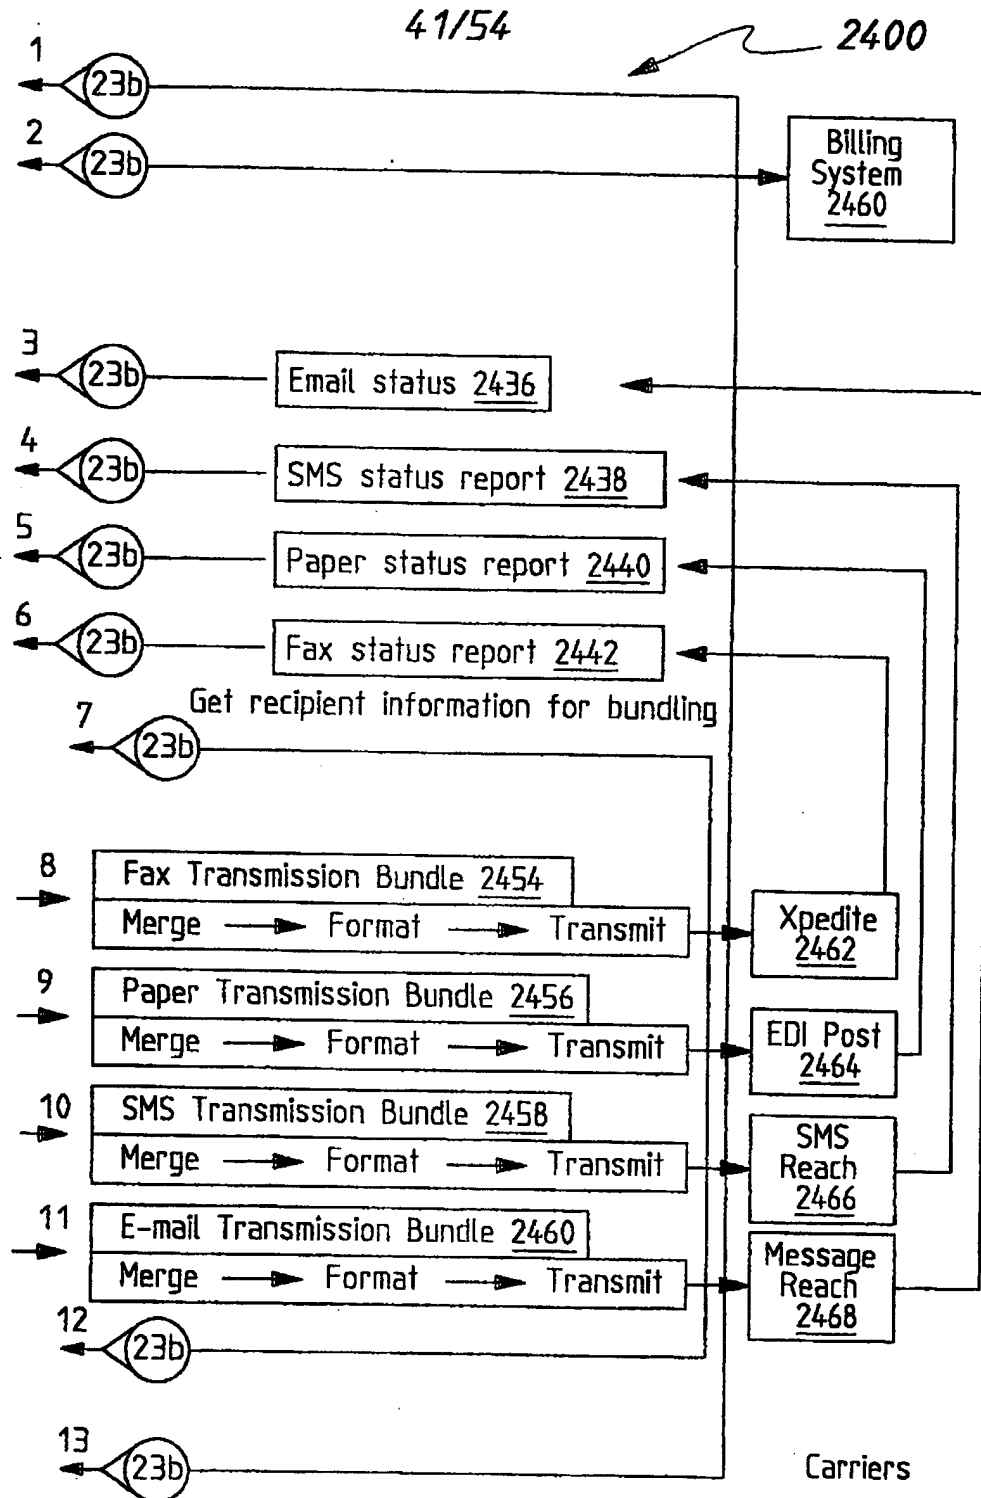 41/54
2400
1
23b
2
23b
Billing
System
2460
3
23b
Email status 2436
4
23b
SMS status report 2438
5
23b
Paper status report 2440
6
23b
Fax status report 2442
Get recipient information for bundling
7
23b
8
Fax Transmission Bundle 2454
Merge Format Transmit
Xpedite
2462
9
Paper Transmission Bundle 2456
Merge Format Transmit
EDI Post
2464
10
SMS Transmission Bundle 2458
Merge Format Transmit
SMS
Reach
2466
11
E-mail Transmission Bundle 2460
Merge Format Transmit
Message
Reach
2468
12
23b
13
23b
Carriers